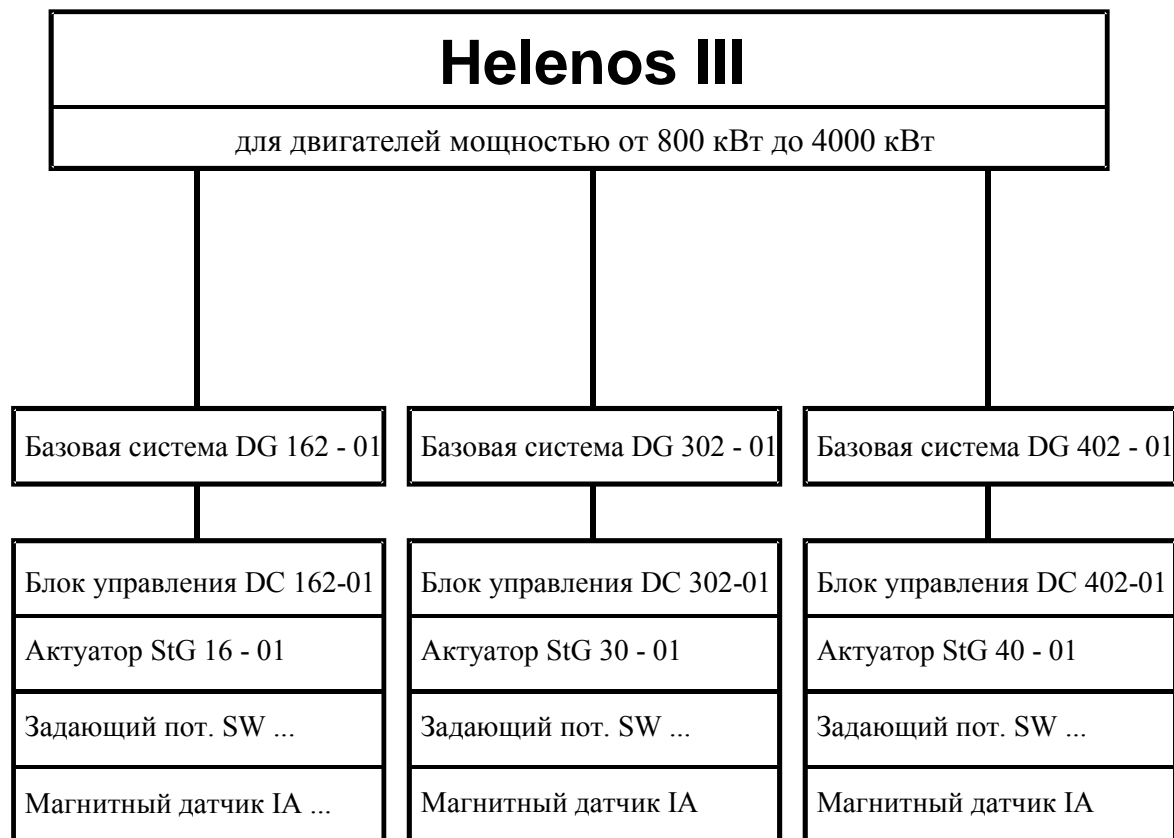 Helenos III
для двигателей мощностью от 800 кВт до 4000 кВт
Базовая система DG 162 - 01
Базовая система DG 302 - 01
Базовая система DG 402 - 01
Блок управления DC 162-01
Актуатор StG 16 - 01
Задающий пот. SW ...
Магнитный датчик IA ...
Блок управления DC 302-01
Актуатор StG 30 - 01
Задающий пот. SW ...
Магнитный датчик IA
Блок управления DC 402-01
Актуатор StG 40 - 01
Задающий пот. SW ...
Магнитный датчик IA